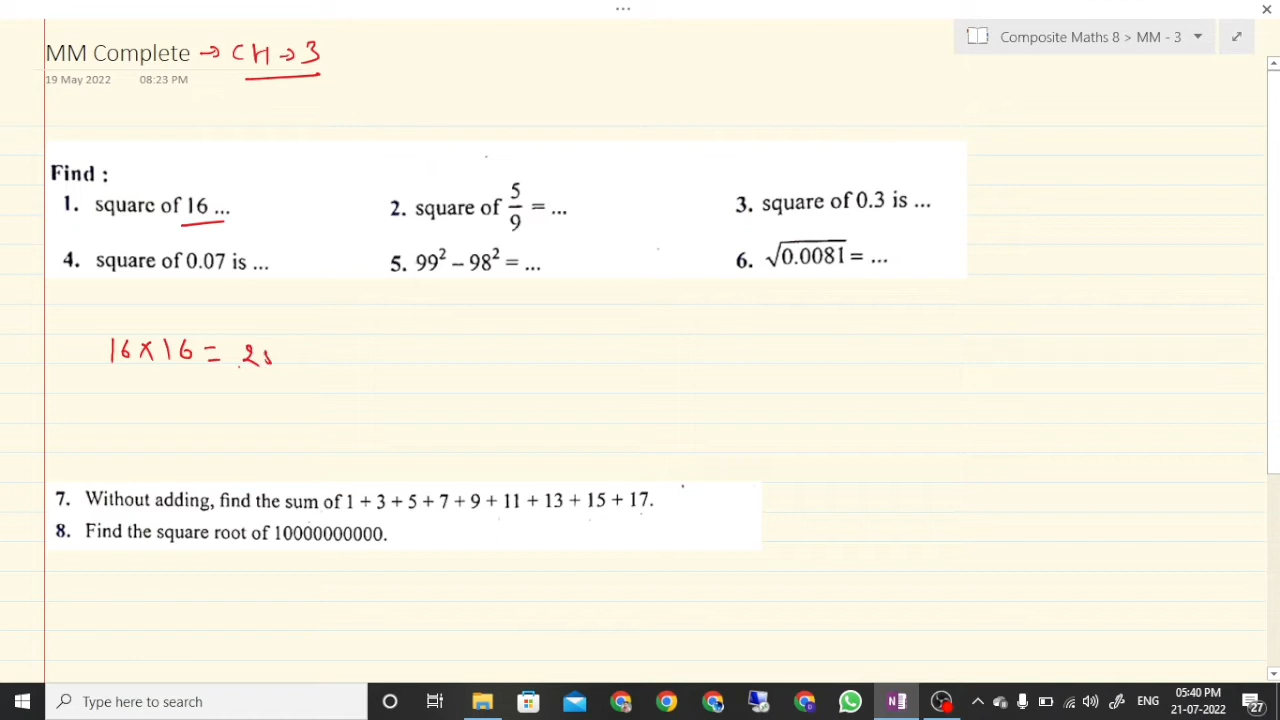 MM Complete → CH → 3
Composite Maths 8 > MM - 3
19 May 2022 08:23 PM
Find :
1. square of 16 ... 2. square of 5/9 = ... 3. square of 0.3 is ...
4. square of 0.07 is ... 5. 99² – 98² = ... 6. √0.0081 = ...
16 × 16 = 2
7. Without adding, find the sum of 1 + 3 + 5 + 7 + 9 + 11 + 13 + 15 + 17.
8. Find the square root of 10000000000.
Type here to search
ENG
05:40 PM
21-07-2022
27